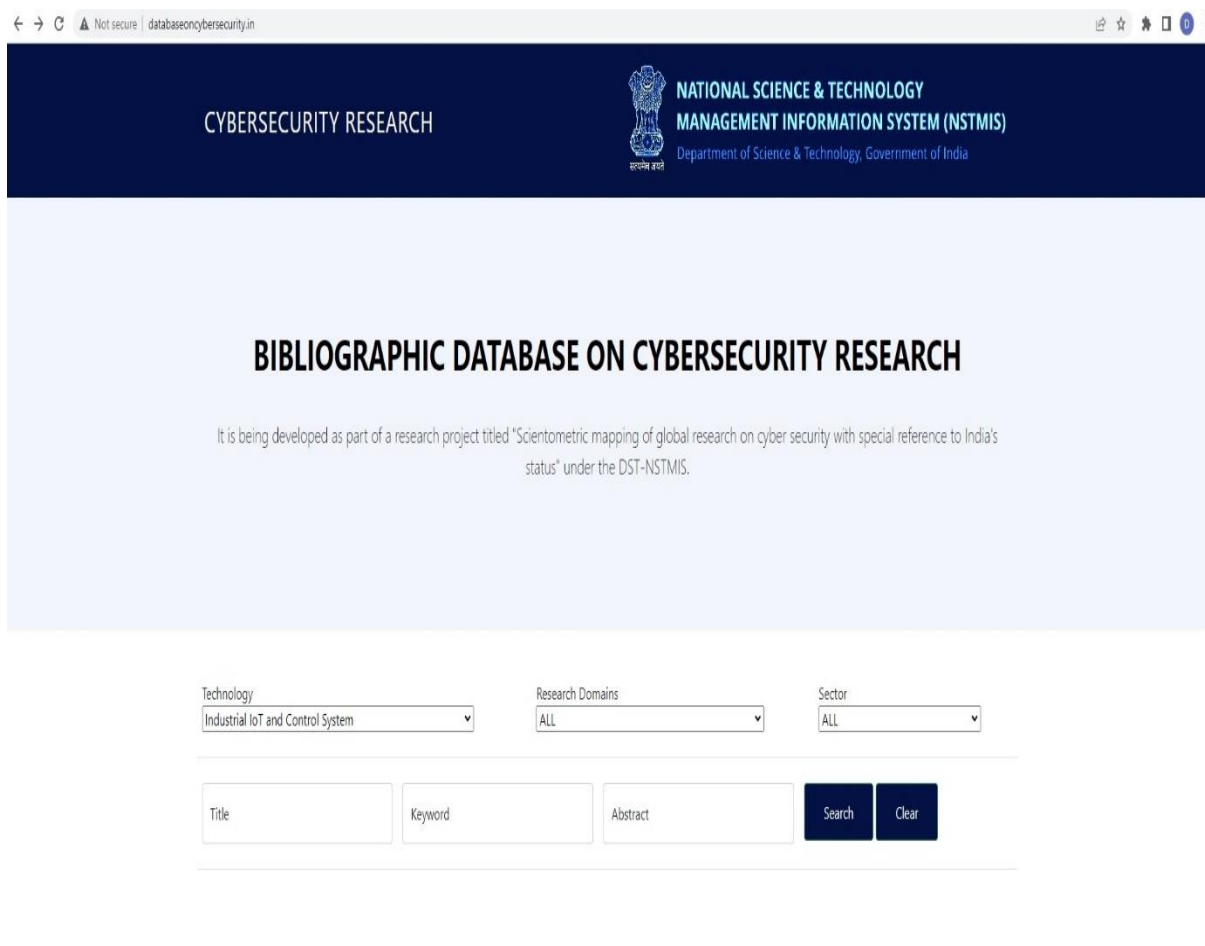 Not secure | databaseoncybersecurity.in
D
CYBERSECURITY RESEARCH
NATIONAL SCIENCE & TECHNOLOGY
MANAGEMENT INFORMATION SYSTEM (NSTMIS)
Department of Science & Technology, Government of India
सत्यमेव जयते
BIBLIOGRAPHIC DATABASE ON CYBERSECURITY RESEARCH
It is being developed as part of a research project titled "Scientometric mapping of global research on cyber security with special reference to India's
status" under the DST-NSTMIS.
Technology Research Domains Sector
Industrial IoT and Control System ALL ALL
Title Keyword Abstract Search Clear